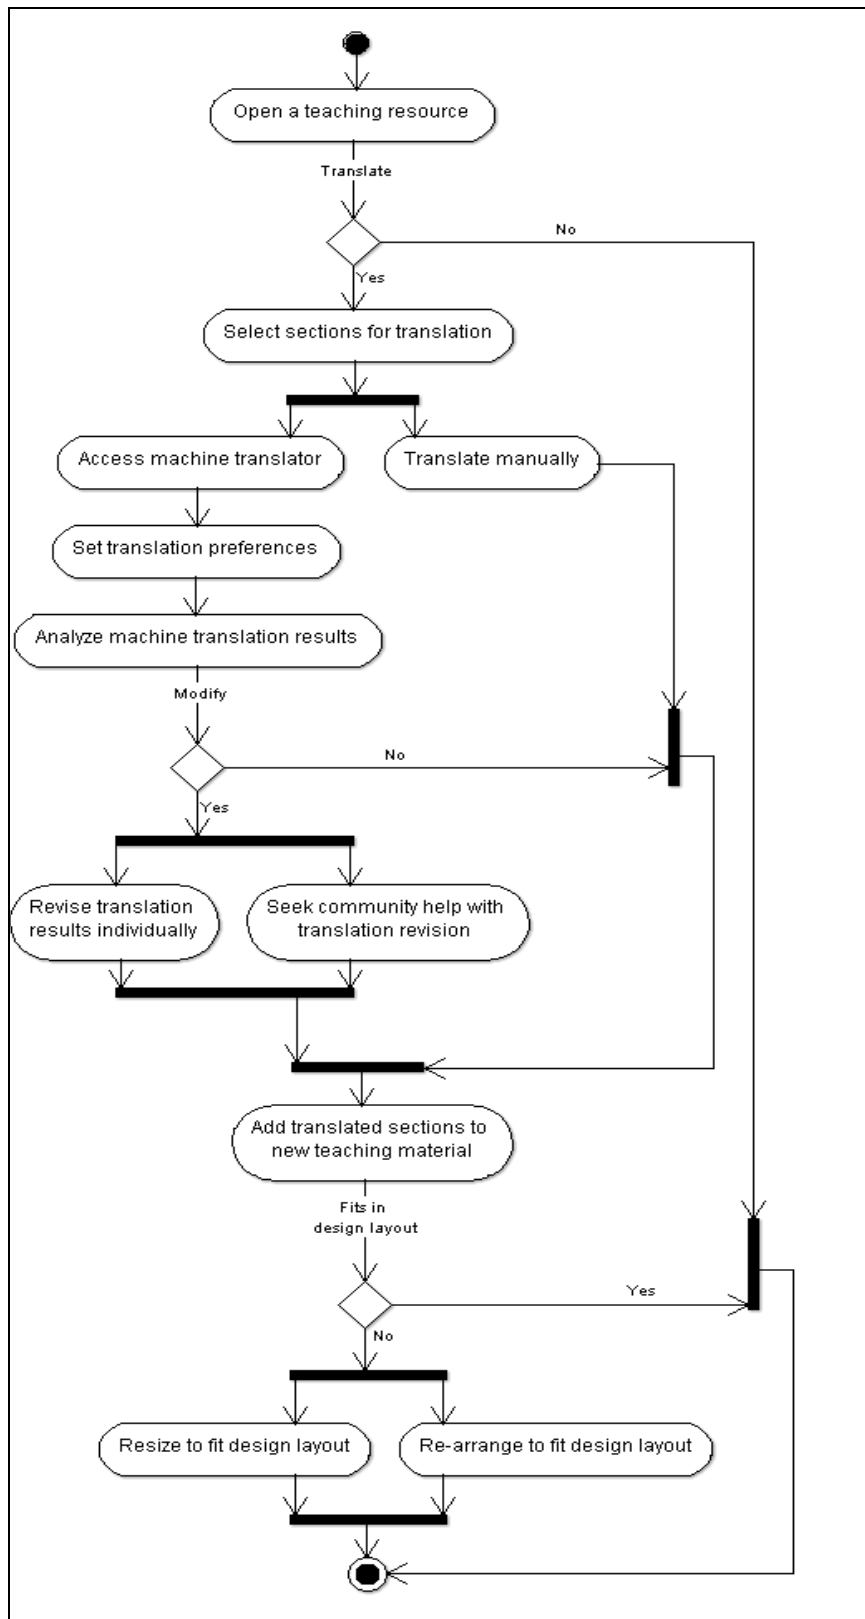 Open a teaching resource
Translate
No
Yes
Select sections for translation
Access machine translator
Translate manually
Set translation preferences
Analyze machine translation results
Modify
No
Yes
Revise translation
results individually
Seek community help with
translation revision
Add translated sections to
new teaching material
Fits in
design layout
Yes
No
Resize to fit design layout
Re-arrange to fit design layout